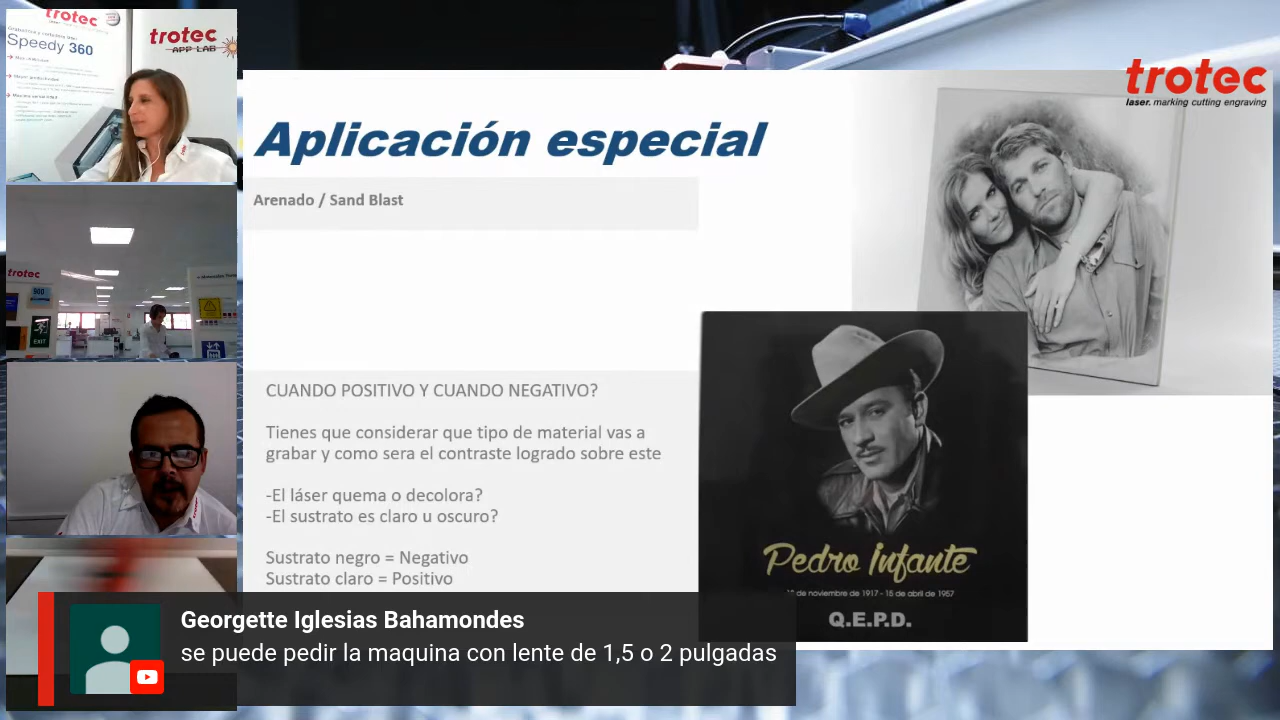 trotec
Speedy 360
trotec
APP LAB
trotec
960
EXIT
trotec
laser. marking cutting engraving
Aplicación especial
Arenado / Sand Blast
CUANDO POSITIVO Y CUANDO NEGATIVO?
Tienes que considerar que tipo de material vas a
grabar y como sera el contraste logrado sobre este
-El láser quema o decolora?
-El sustrato es claro u oscuro?
Sustrato negro = Negativo
Sustrato claro = Positivo
Pedro Infante
de noviembre de 1917 - 15 de abril de 1957
Q.E.P.D.
Georgette Iglesias Bahamondes
se puede pedir la maquina con lente de 1,5 o 2 pulgadas